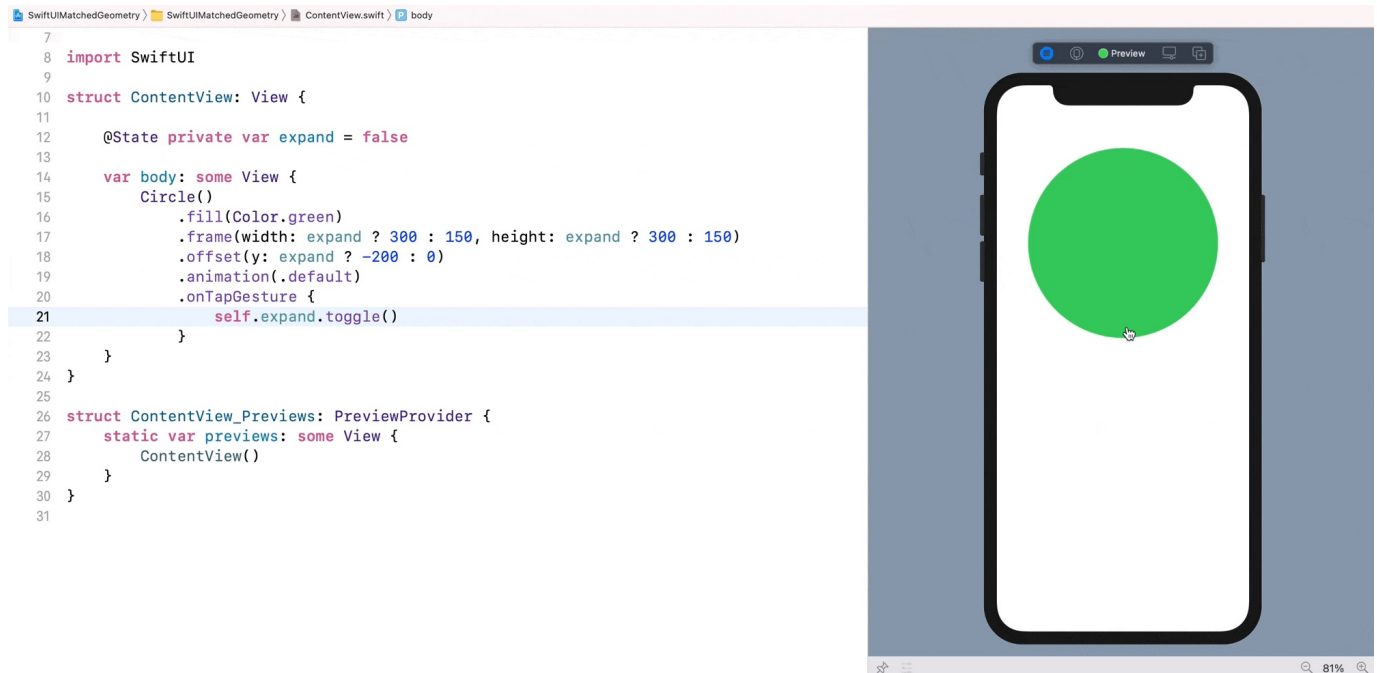 SwiftUIMatchedGeometry 〉 SwiftUIMatchedGeometry 〉 ContentView.swift 〉 P body
7
8 import SwiftUI
9
10 struct ContentView: View {
11
12     @State private var expand = false
13
14     var body: some View {
15         Circle()
16             .fill(Color.green)
17             .frame(width: expand ? 300 : 150, height: expand ? 300 : 150)
18             .offset(y: expand ? -200 : 0)
19             .animation(.default)
20             .onTapGesture {
21                 self.expand.toggle()
22             }
23     }
24 }
25
26 struct ContentView_Previews: PreviewProvider {
27     static var previews: some View {
28         ContentView()
29     }
30 }
31
Preview
81%